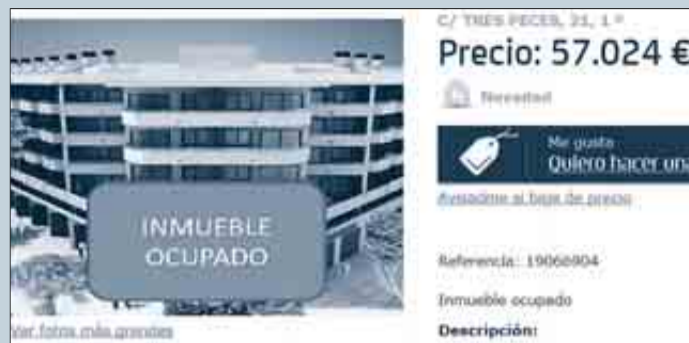 C/ TRES PECES, 21, 1 º
Precio: 57.024 €
Novedad
Me gusta
Quiero hacer una
Avisadme si baja de precio
INMUEBLE
OCUPADO
Referencia: 19066904
Inmueble ocupado
Ver fotos más grandes
Descripción: